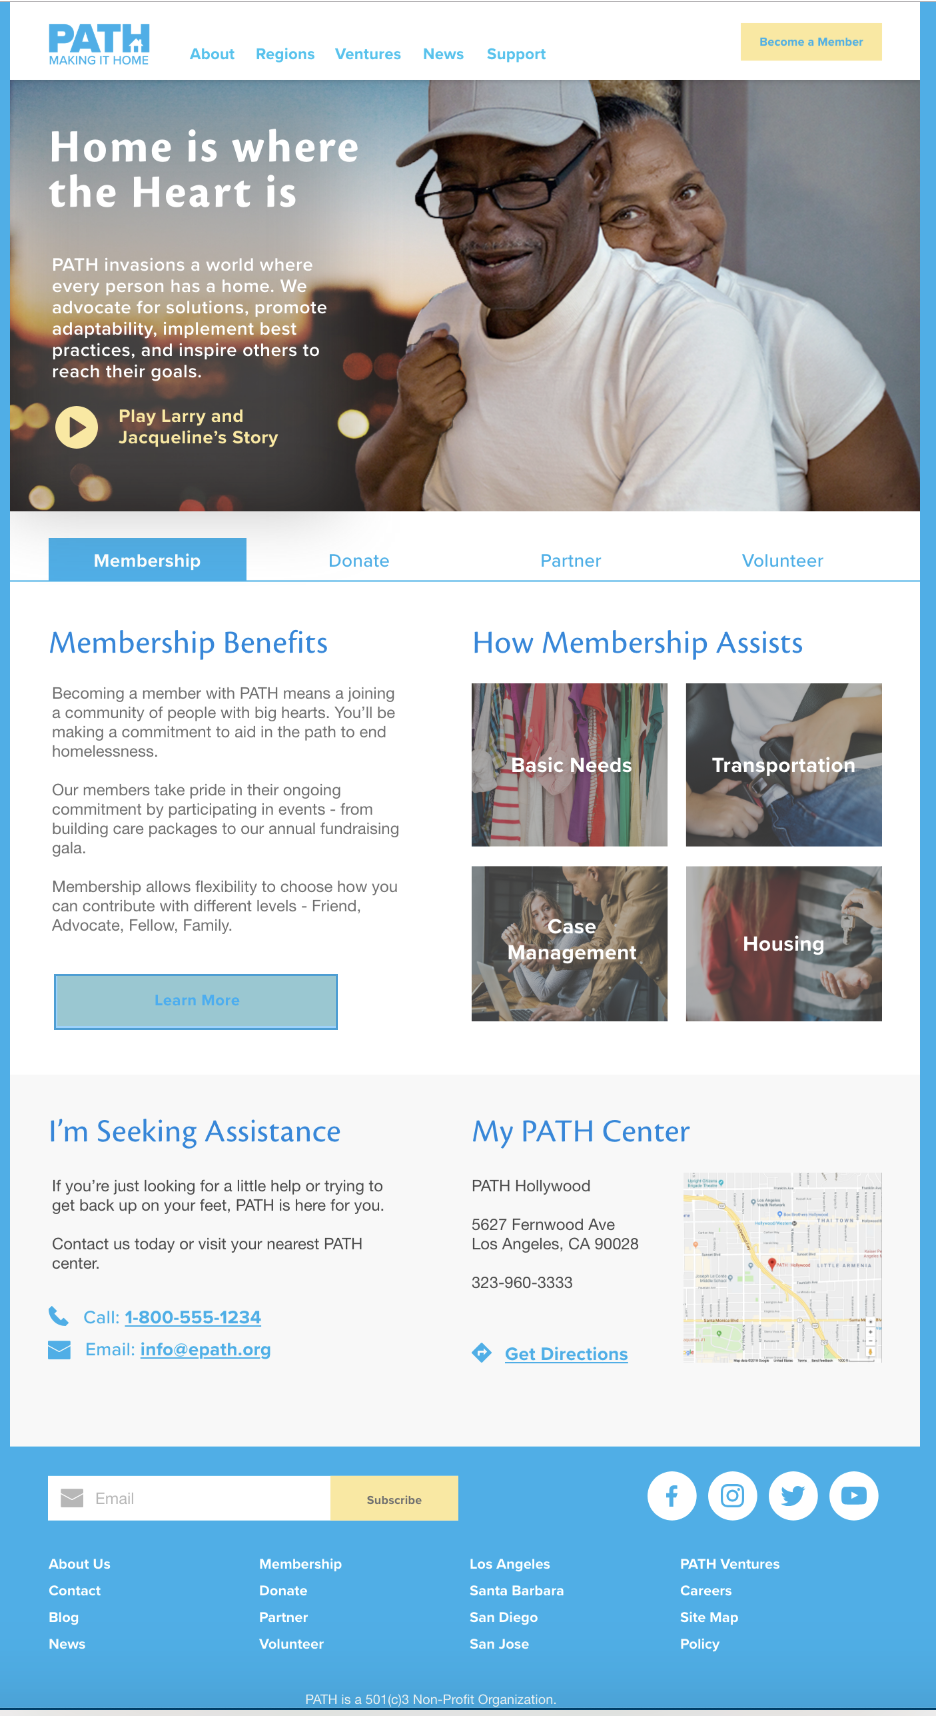 PATH
MAKING IT HOME
About Regions Ventures News Support
Become a Member
Home is where
the Heart is
PATH invasions a world where
every person has a home. We
advocate for solutions, promote
adaptability, implement best
practices, and inspire others to
reach their goals.
Play Larry and
Jacqueline's Story
Membership Donate Partner Volunteer
Membership Benefits
Becoming a member with PATH means a joining
a community of people with big hearts. You'll be
making a commitment to aid in the path to end
homelessness.
Our members take pride in their ongoing
commitment by participating in events - from
building care packages to our annual fundraising
gala.
Membership allows flexibility to choose how you
can contribute with different levels - Friend,
Advocate, Fellow, Family.
Learn More
How Membership Assists
Basic Needs
Transportation
Case
Management
Housing
I'm Seeking Assistance
If you're just looking for a little help or trying to
get back up on your feet, PATH is here for you.
Contact us today or visit your nearest PATH
center.
Call: 1-800-555-1234
Email: info@epath.org
My PATH Center
PATH Hollywood
5627 Fernwood Ave
Los Angeles, CA 90028
323-960-3333
Get Directions
THAI TOWN
PATH Hollywood
LITTLE ARMENIA
Email
Subscribe
About Us
Contact
Blog
News
Membership
Donate
Partner
Volunteer
Los Angeles
Santa Barbara
San Diego
San Jose
PATH Ventures
Careers
Site Map
Policy
PATH is a 501(c)3 Non-Profit Organization.